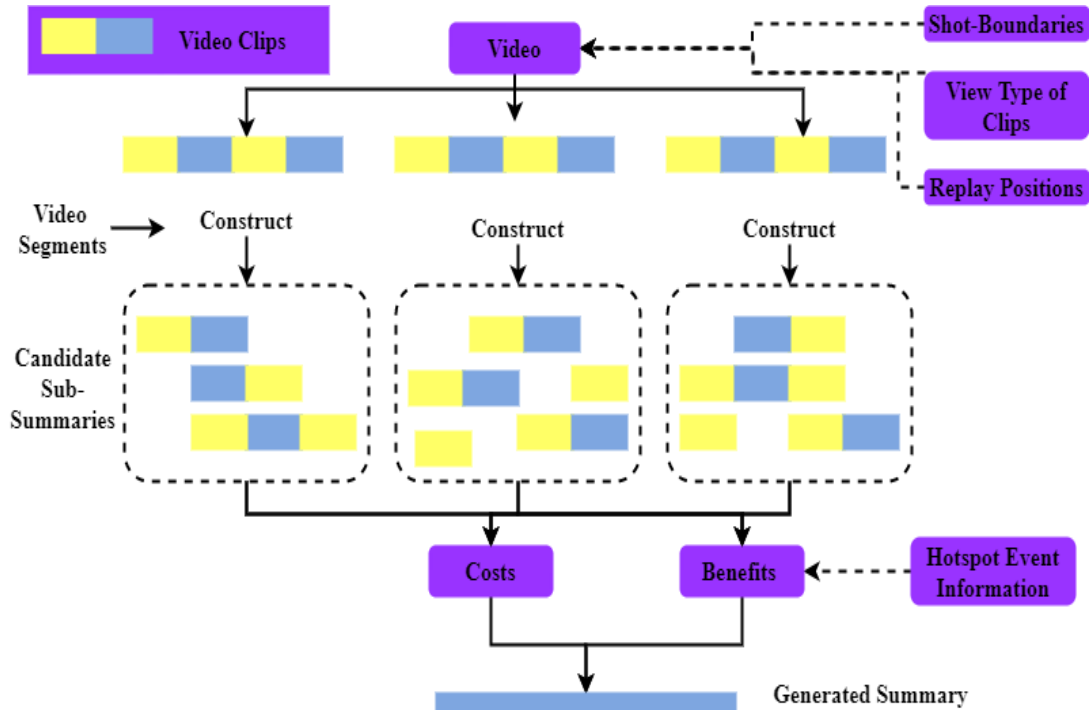 Video Clips
Video
Shot-Boundaries
View Type of
Clips
Replay Positions
Video
Segments
Construct
Construct
Construct
Candidate
Sub-
Summaries
Costs
Benefits
Hotspot Event
Information
Generated Summary